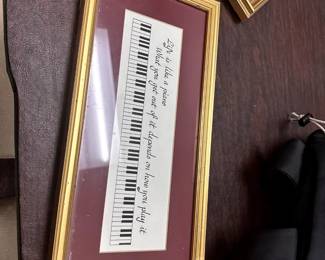 Life is like a piano
What you get out of it depends on how you play it